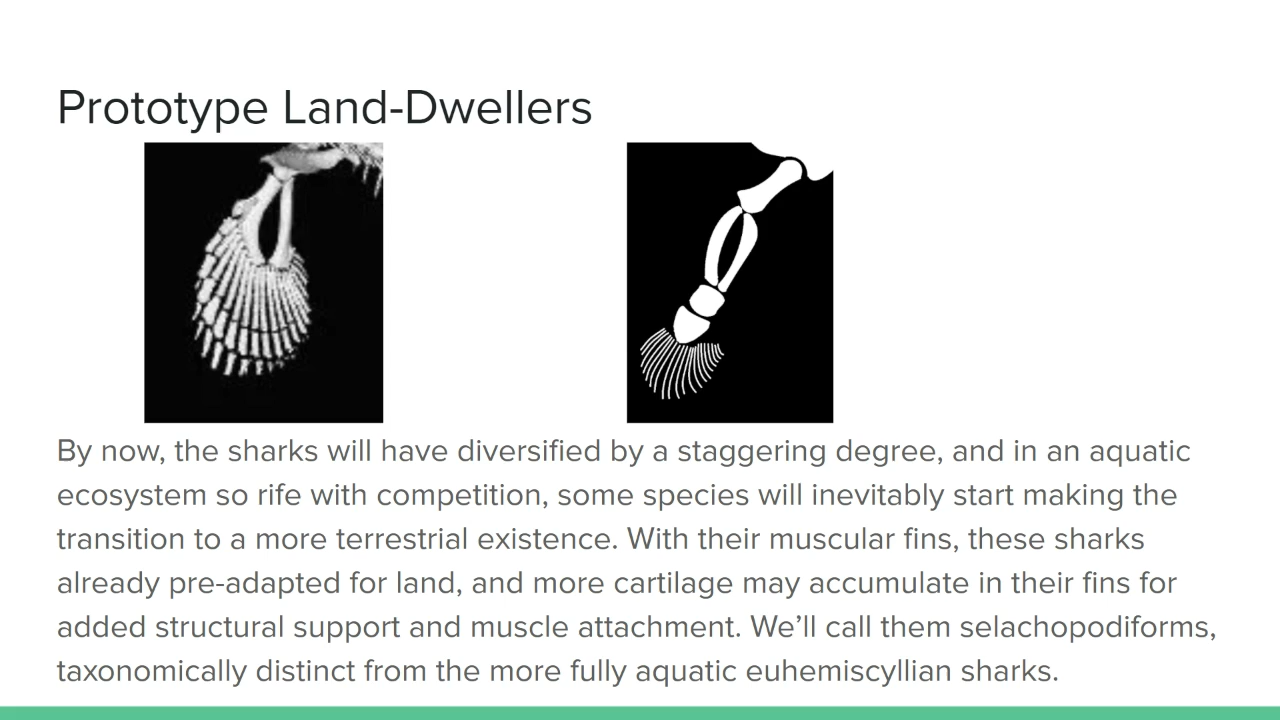 Prototype Land-Dwellers
By now, the sharks will have diversified by a staggering degree, and in an aquatic
ecosystem so rife with competition, some species will inevitably start making the
transition to a more terrestrial existence. With their muscular fins, these sharks
already pre-adapted for land, and more cartilage may accumulate in their fins for
added structural support and muscle attachment. We’ll call them selachopodiforms,
taxonomically distinct from the more fully aquatic euhemiscyllian sharks.